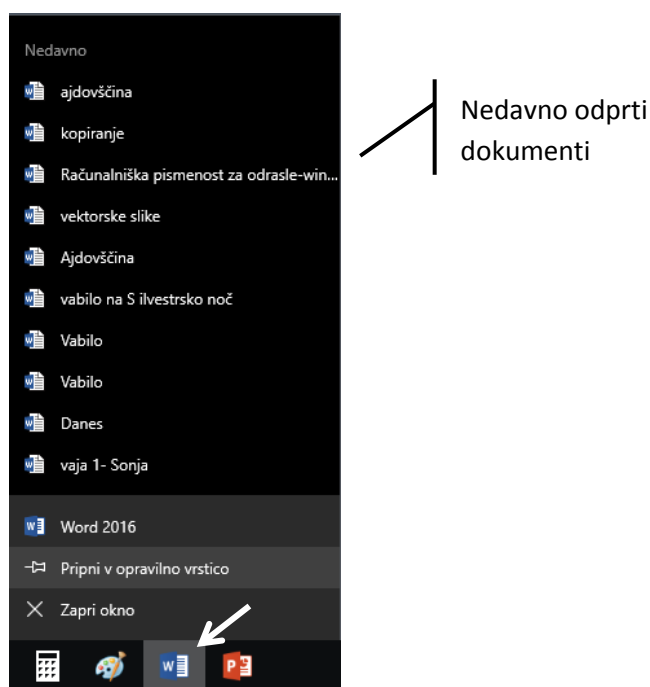 Nedavno
ajdovščina
kopiranje
Računalniška pismenost za odrasle-win...
vektorske slike
Ajdovščina
vabilo na S ilvestrsko noč
Vabilo
Vabilo
Danes
vaja 1- Sonja
Word 2016
Pripni v opravilno vrstico
Zapri okno
Nedavno odprti
dokumenti